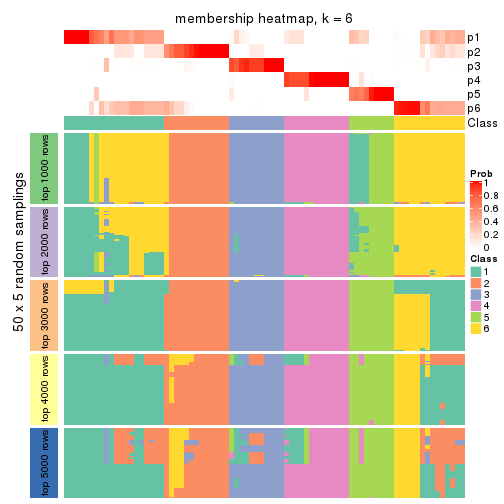 membership heatmap, k = 6
p1
p2
p3
p4
p5
p6
Class
50 x 5 random samplings
top 1000 rows
top 2000 rows
top 3000 rows
top 4000 rows
top 5000 rows
Prob
1
0.8
0.6
0.4
0.2
0
Class
1
2
3
4
5
6